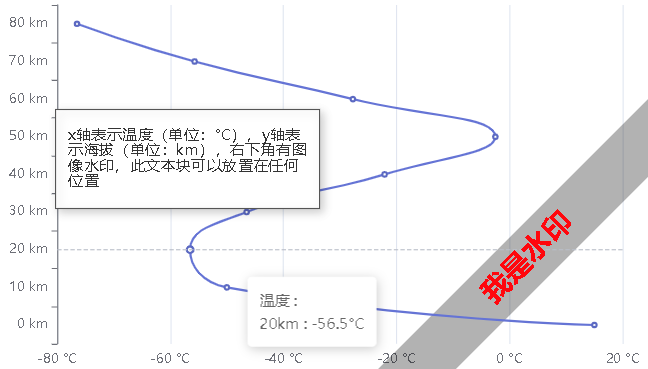 80 km
70 km
60 km
x轴表示温度（单位：°C），y轴表
示海拔（单位：km），右下角有图
像水印，此文本块可以放置在任何
位置
50 km
40 km
30 km
20 km
10 km
0 km
我是水印
温度 :
20km : -56.5°C
-80 °C
-60 °C
-40 °C
-20 °C
0 °C
20 °C